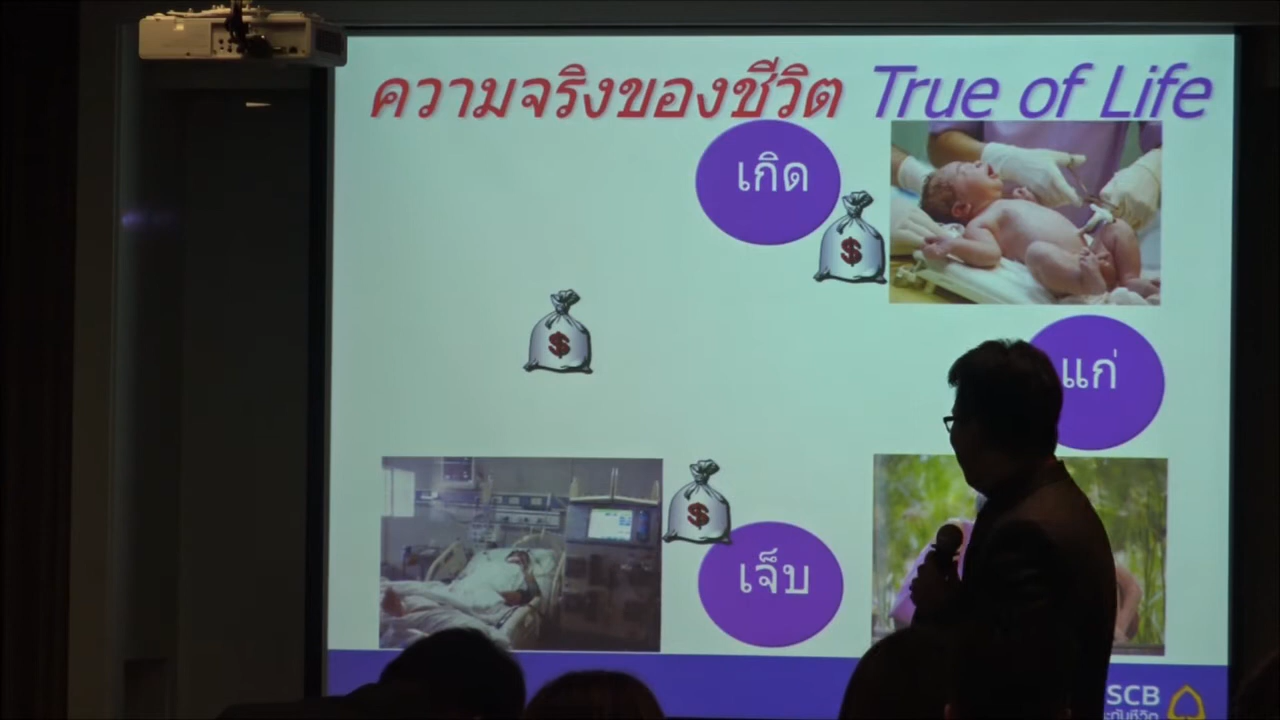 ความจริงของชีวิต True of Life
เกิด
$
$
แก่
$
เจ็บ
SCB